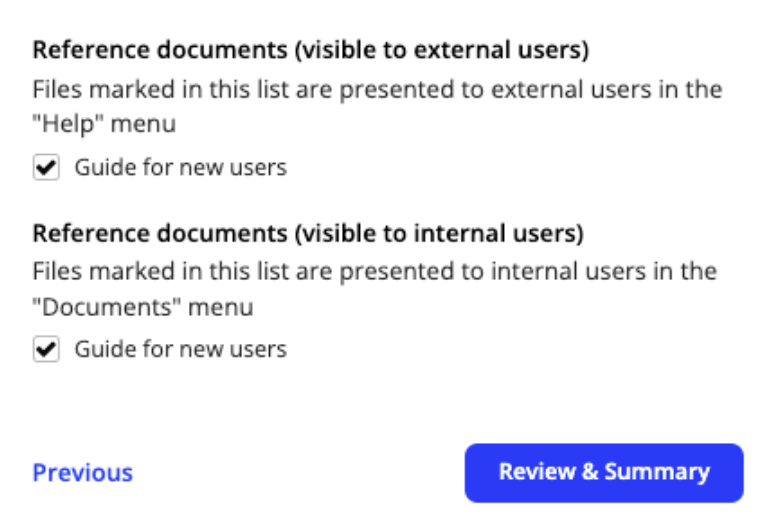 Reference documents (visible to external users)
Files marked in this list are presented to external users in the
"Help" menu
Guide for new users
Reference documents (visible to internal users)
Files marked in this list are presented to internal users in the
"Documents" menu
Guide for new users
Previous
Review & Summary